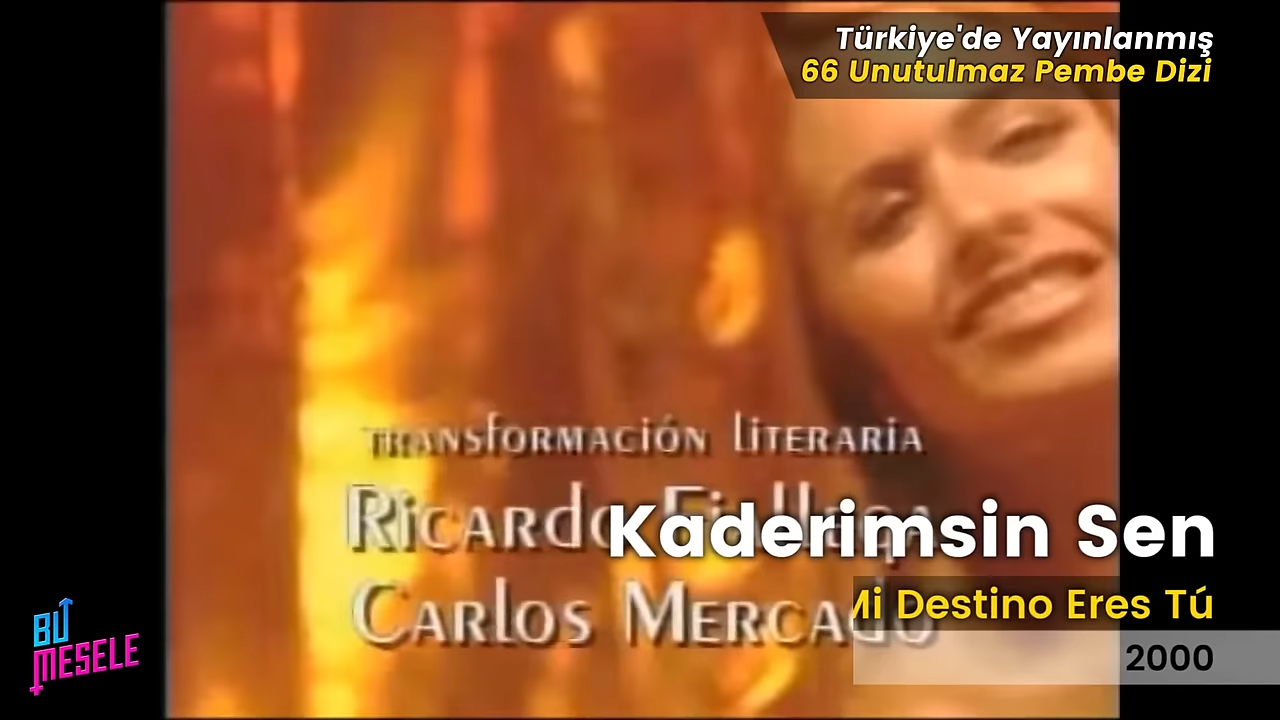 Türkiye'de Yayınlanmış
66 Unutulmaz Pembe Dizi
TRANSFORMACIÓN LITERARIA
RICARDO
Kaderimsin Sen
CARLOS MERCADO
Mi Destino Eres Tú
2000
BU
MESELE